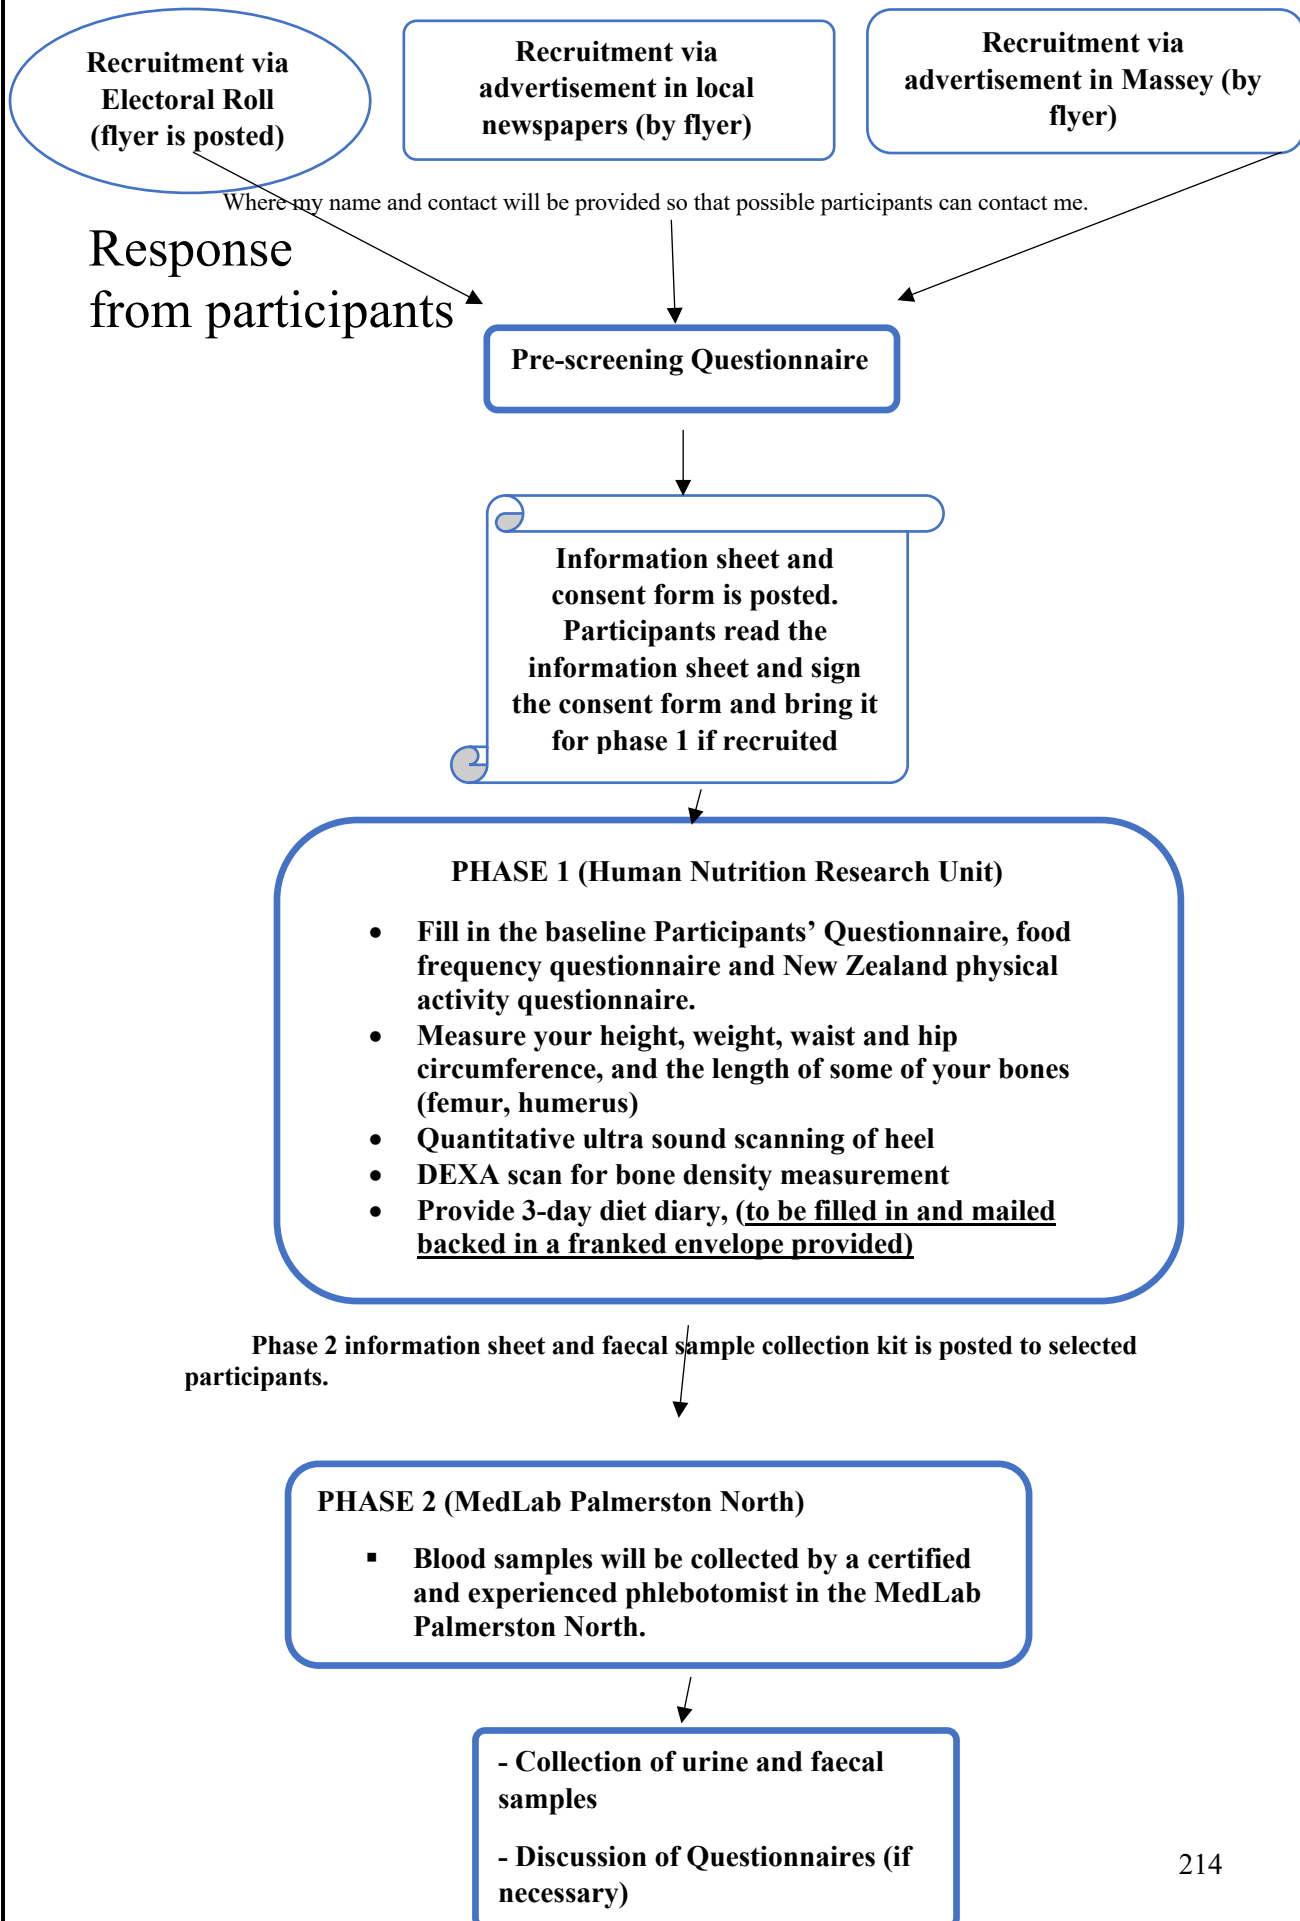 Recruitment via
Electoral Roll
(flyer is posted)
Recruitment via
advertisement in local
newspapers (by flyer)
Recruitment via
advertisement in Massey (by
flyer)
Where my name and contact will be provided so that possible participants can contact me.
Response
from participants
Pre-screening Questionnaire
Information sheet and
consent form is posted.
Participants read the
information sheet and sign
the consent form and bring it
for phase 1 if recruited
PHASE 1 (Human Nutrition Research Unit)
• Fill in the baseline Participants’ Questionnaire, food
frequency questionnaire and New Zealand physical
activity questionnaire.
• Measure your height, weight, waist and hip
circumference, and the length of some of your bones
(femur, humerus)
• Quantitative ultra sound scanning of heel
• DEXA scan for bone density measurement
• Provide 3-day diet diary, (to be filled in and mailed
backed in a franked envelope provided)
Phase 2 information sheet and faecal sample collection kit is posted to selected
participants.
PHASE 2 (MedLab Palmerston North)
▪ Blood samples will be collected by a certified
and experienced phlebotomist in the MedLab
Palmerston North.
- Collection of urine and faecal
samples
- Discussion of Questionnaires (if
necessary)
214